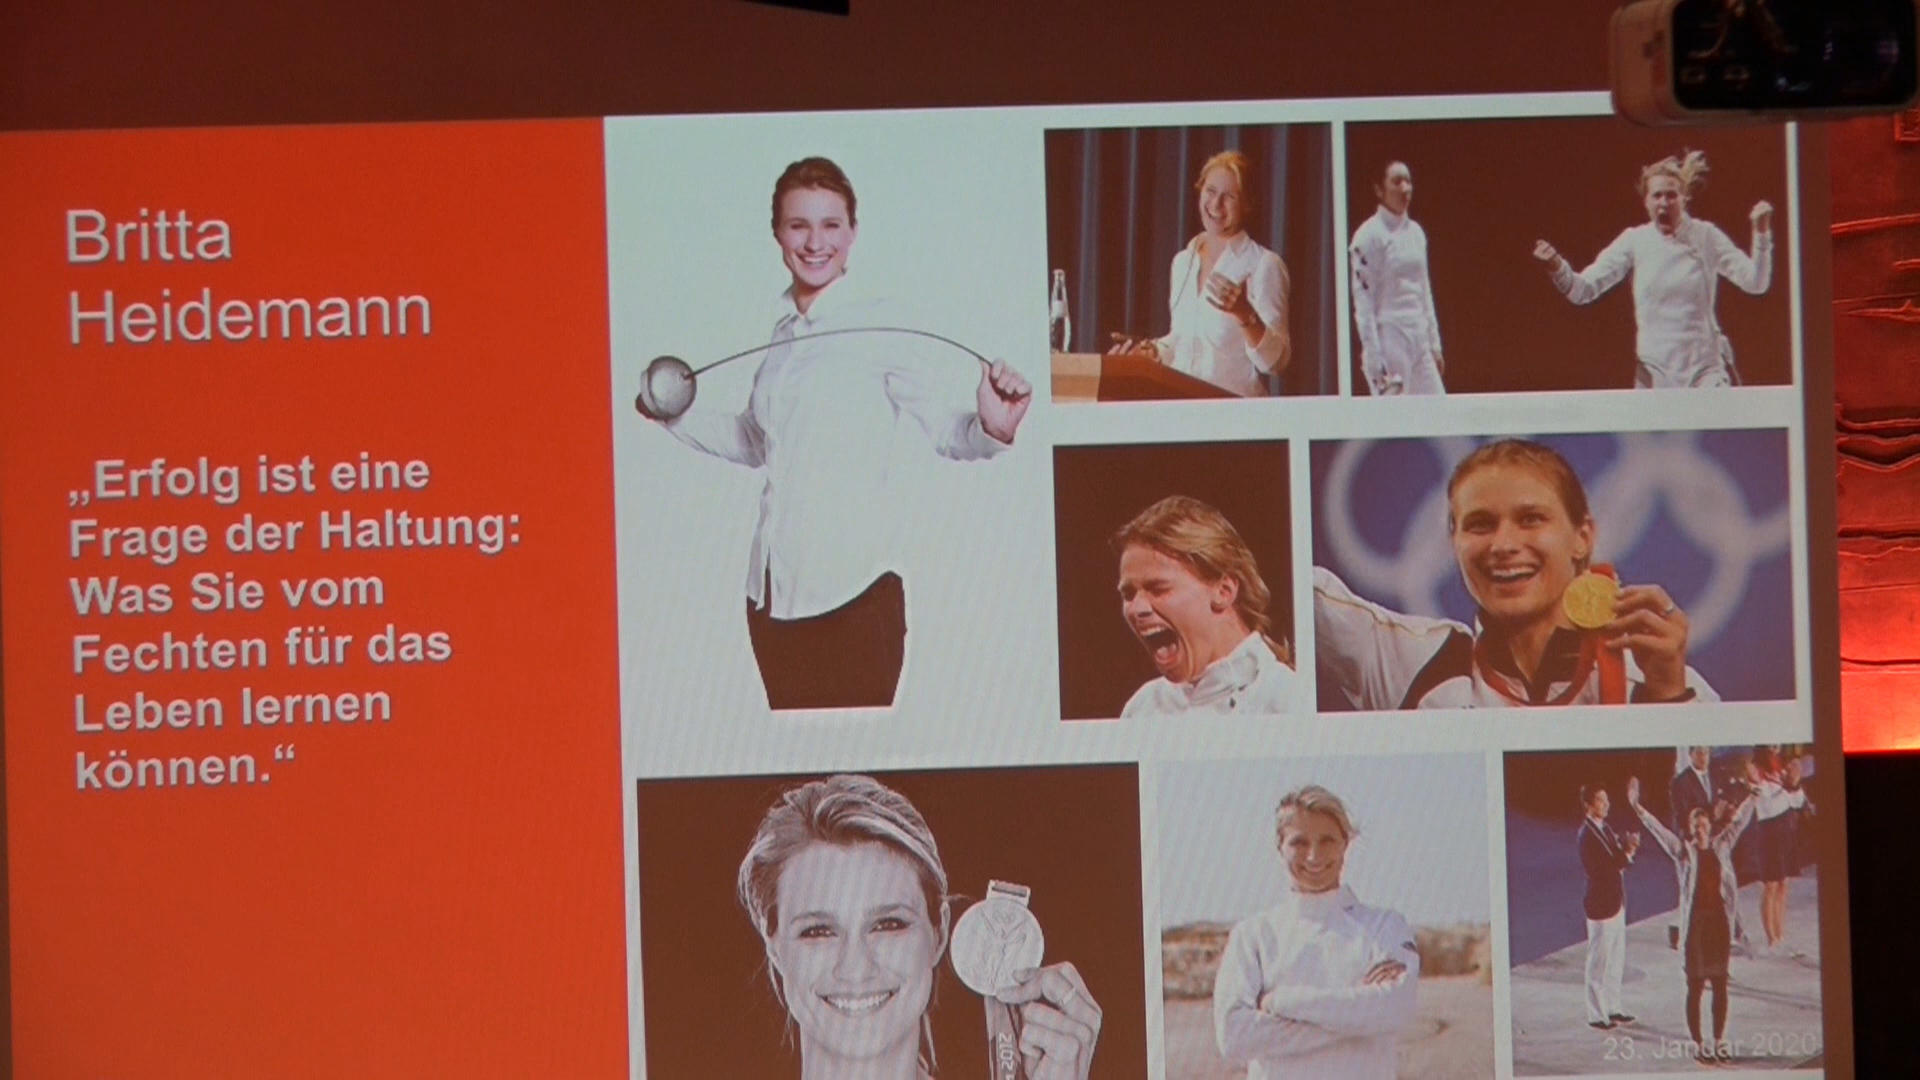 Britta
Heidemann
„Erfolg ist eine
Frage der Haltung:
Was Sie vom
Fechten für das
Leben lernen
können.“
2012
23. Januar 2020